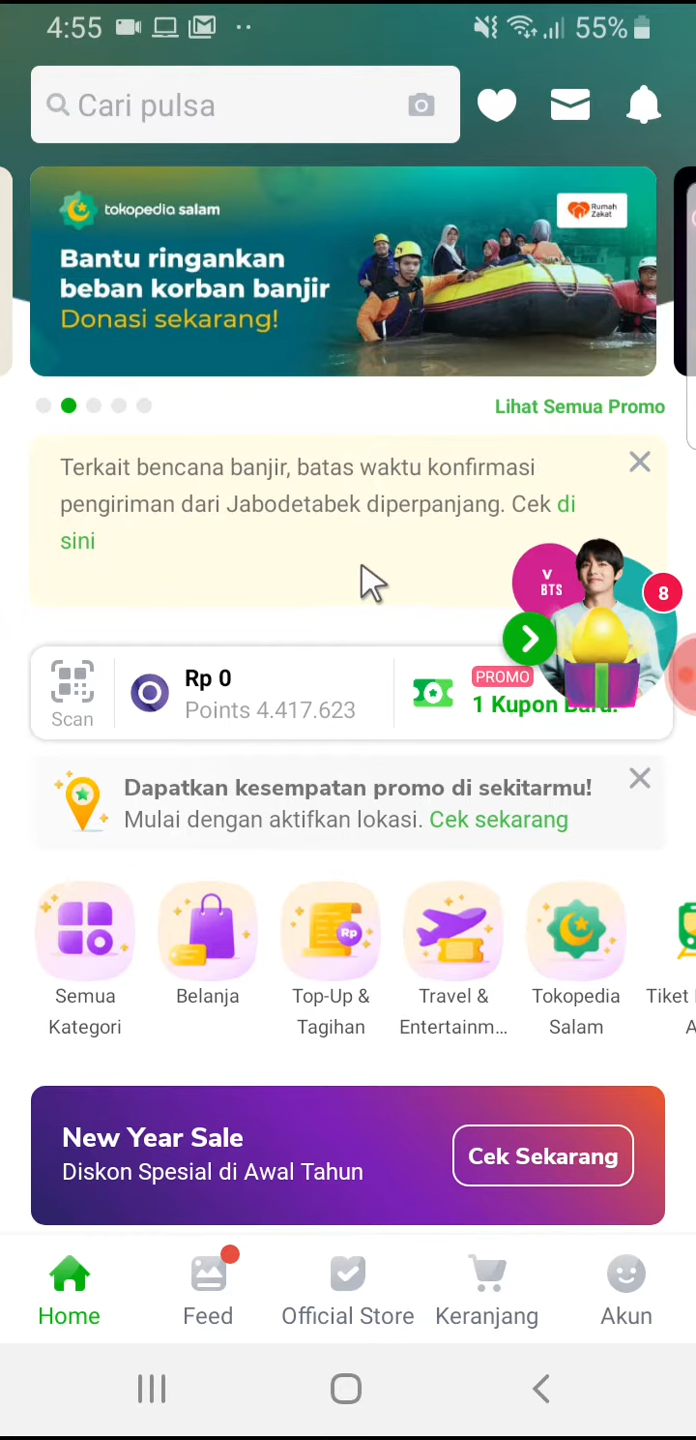 4:55
55%
Cari pulsa
tokopedia salam
Rumah
Zakat
Bantu ringankan
beban korban banjir
Donasi sekarang!
Lihat Semua Promo
Terkait bencana banjir, batas waktu konfirmasi
pengiriman dari Jabodetabek diperpanjang. Cek di
sini
V
BTS
8
Scan
Rp 0
Points 4.417.623
PROMO
1 Kupon
Dapatkan kesempatan promo di sekitarmu!
Mulai dengan aktifkan lokasi. Cek sekarang
Rp
Semua
Kategori
Belanja
Top-Up &
Tagihan
Travel &
Entertainm...
Tokopedia
Salam
Tiket
New Year Sale
Diskon Spesial di Awal Tahun
Cek Sekarang
Home
Feed
Official Store
Keranjang
Akun